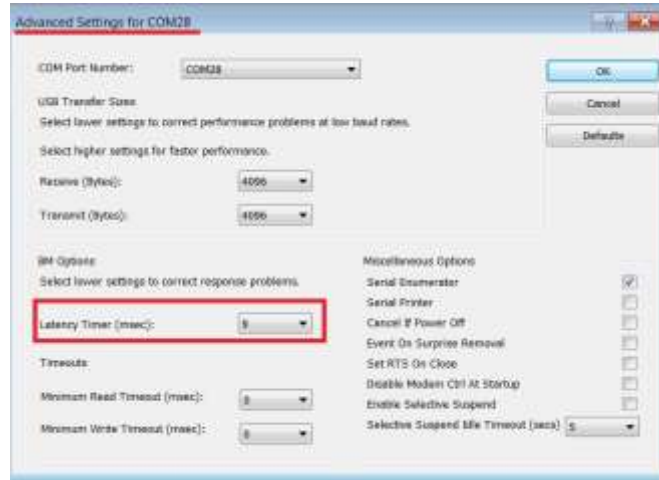 Advanced Settings for COM28
COM Port Number:
COM28
OK
USB Transfer Sizes
Cancel
Select lower settings to correct performance problems at low baud rates.
Defaults
Select higher settings for faster performance.
Receive (Bytes):
4096
Transmit (Bytes):
4096
BM Options
Miscellaneous Options
Select lower settings to correct response problems.
Serial Enumerator
Serial Printer
Latency Timer (msec):
Cancel If Power Off
Event On Surprise Removal
Timeouts
Set RTS On Close
Disable Modem Ctrl At Startup
Minimum Read Timeout (msec):
Enable Selective Suspend
Minimum Write Timeout (msec):
Selective Suspend Idle Timeout (secs)
5